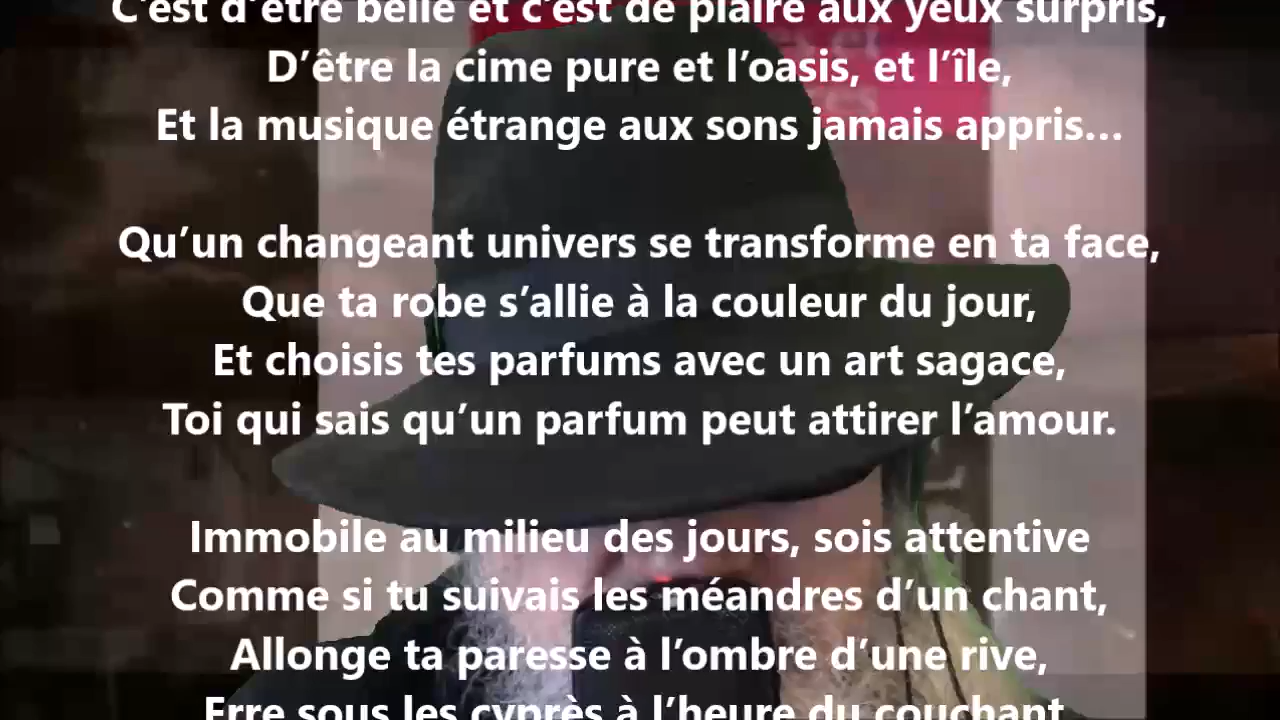 C’est d’être belle et c’est de plaire aux yeux surpris,
D’être la cime pure et l’oasis, et l’île,
Et la musique étrange aux sons jamais appris…
Qu’un changeant univers se transforme en ta face,
Que ta robe s’allie à la couleur du jour,
Et choisis tes parfums avec un art sagace,
Toi qui sais qu’un parfum peut attirer l’amour.
Immobile au milieu des jours, sois attentive
Comme si tu suivais les méandres d’un chant,
Allonge ta paresse à l’ombre d’une rive,
Erre sous les cyprès à l’heure du couchant